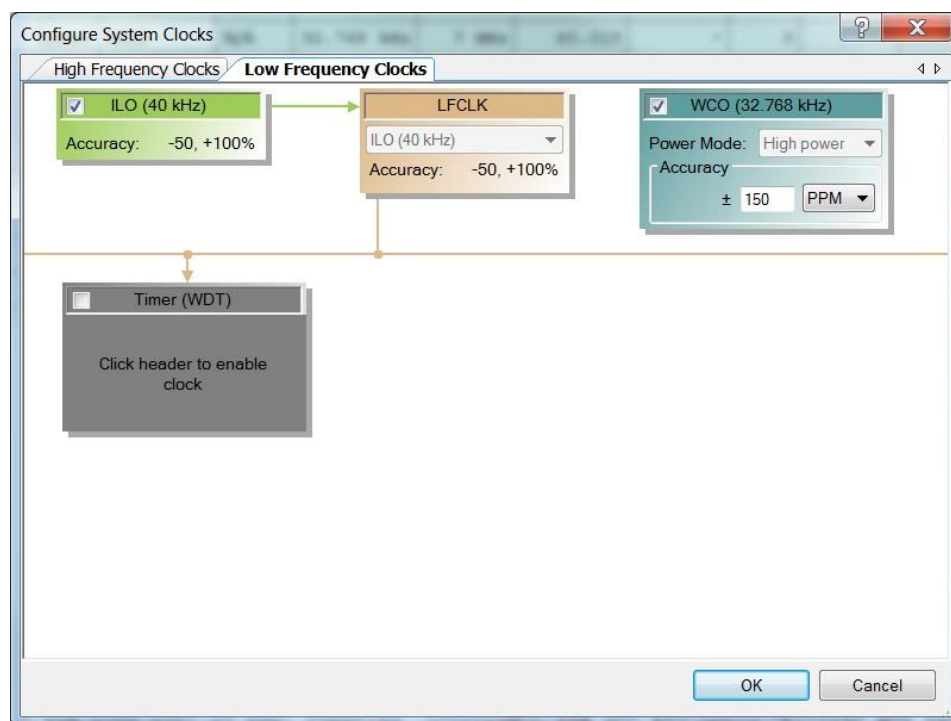 Configure System Clocks
High Frequency Clocks
Low Frequency Clocks
ILO (40 kHz)
Accuracy: -50, +100%
LFCLK
ILO (40 kHz)
Accuracy: -50, +100%
WCO (32.768 kHz)
Power Mode: High power
Accuracy
± 150 PPM
Timer (WDT)
Click header to enable
clock
OK
Cancel